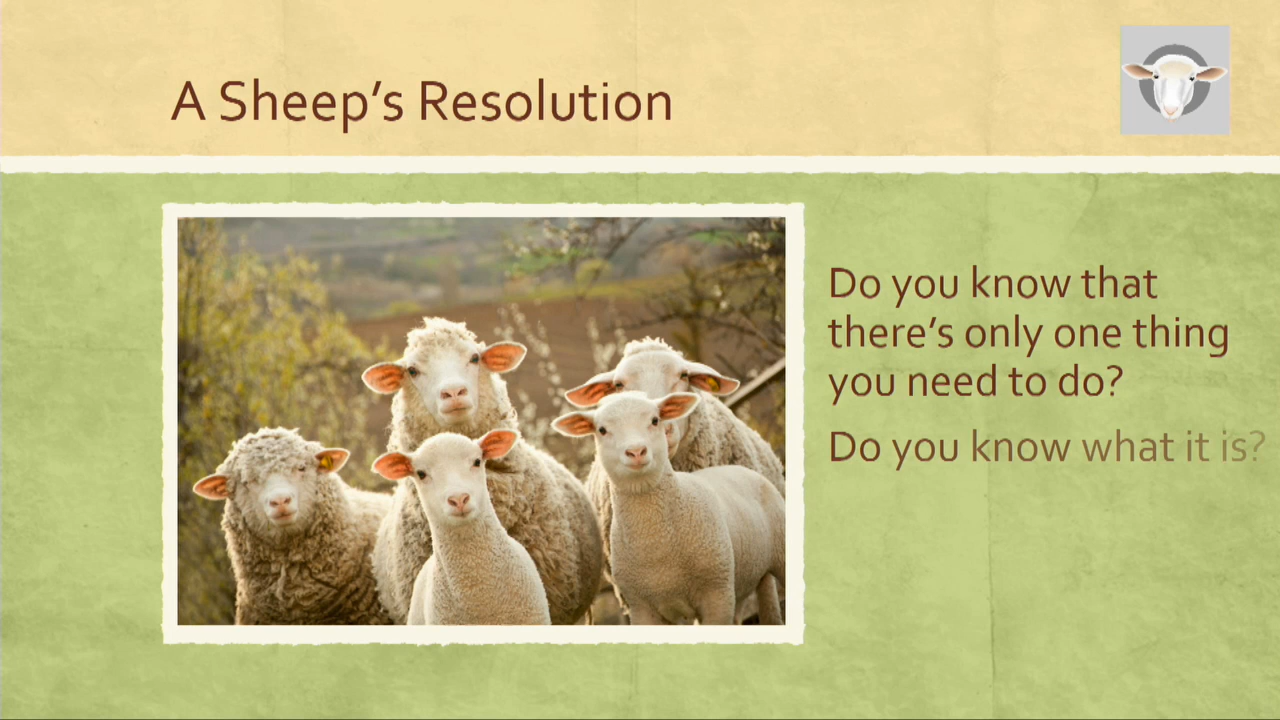 A Sheep’s Resolution
Do you know that
there’s only one thing
you need to do?
Do you know what it is?